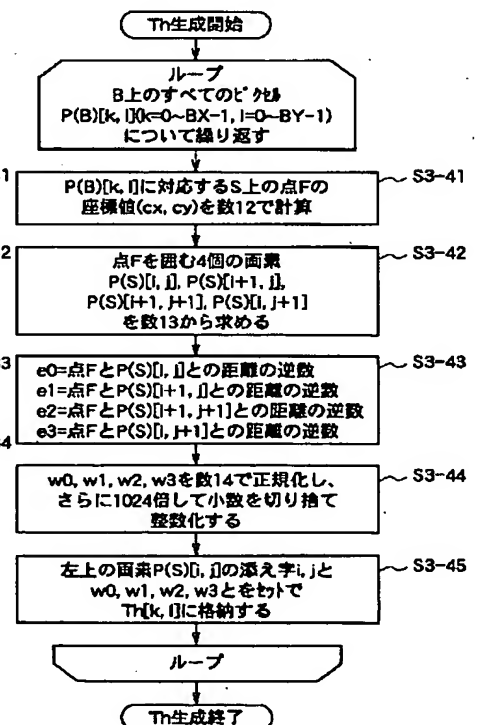 Th生成開始
ループ
B上のすべてのピクセル
P(B)[k, l](k=0~BX-1, l=0~BY-1)
について繰り返す
1
P(B)[k, l]に対応するS上の点Fの
座標値(cx, cy)を数12で計算
S3-41
2
点Fを囲む4個の画素
P(S)[i, j], P(S)[i+1, j],
P(S)[i+1, j+1], P(S)[i, j+1]
を数13から求める
S3-42
3
e0=点FとP(S)[i, j]との距離の逆数
e1=点FとP(S)[i+1, j]との距離の逆数
e2=点FとP(S)[i+1, j+1]との距離の逆数
e3=点FとP(S)[i, j+1]との距離の逆数
S3-43
4
w0, w1, w2, w3を数14で正規化し、
さらに1024倍して小数を切り捨て
整数化する
S3-44
左上の画素P(S)[i, j]の添え字i, jと
w0, w1, w2, w3とをセットで
Th[k, l]に格納する
S3-45
ループ
Th生成終了